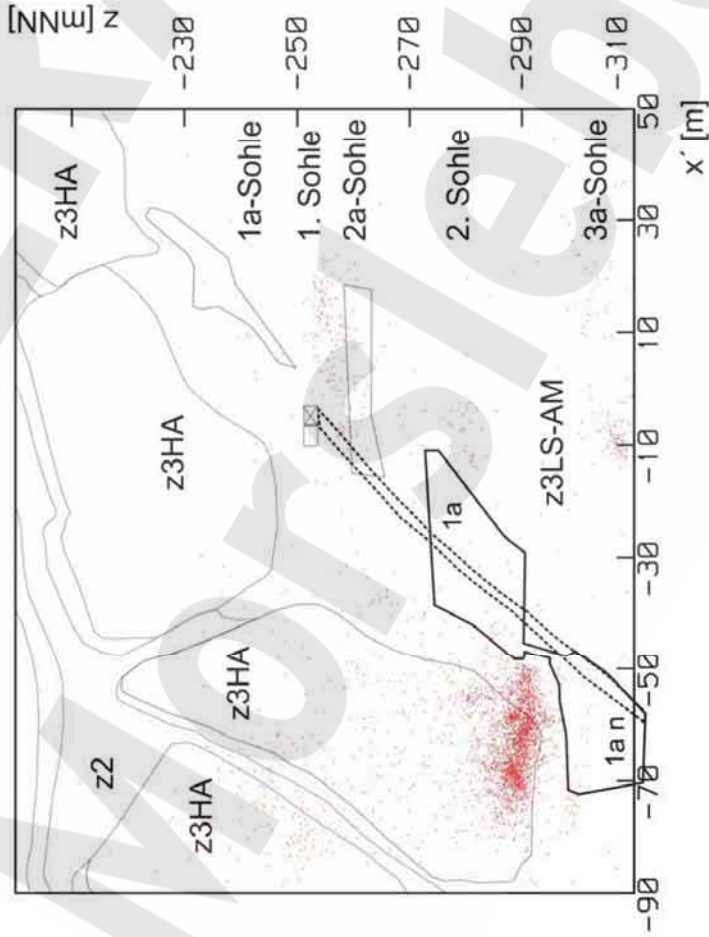 z [mNN]
-230
-250
-270
-290
-310
z3HA
1a-Sohle
1. Sohle
2a-Sohle
2. Sohle
3a-Sohle
z3HA
z3LS-AM
z3HA
1a
z2
z3HA
1a n
-90
-70
-50
-30
-10
10
30
50
x´ [m]
Morslebe